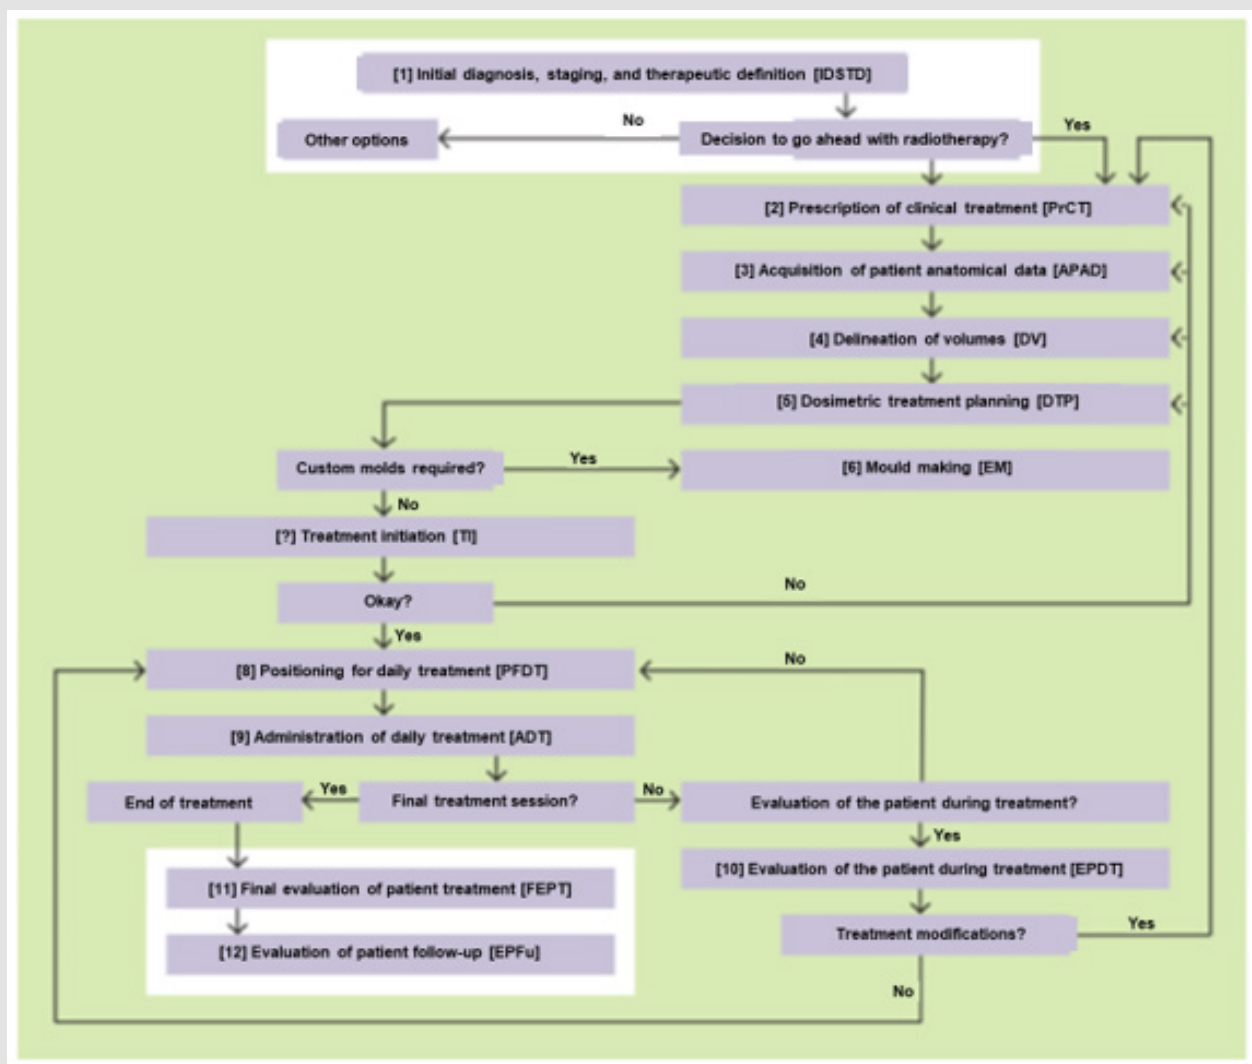 [1] Initial diagnosis, staging, and therapeutic definition [IDSTD]
No
Other options
Decision to go ahead with radiotherapy?
Yes
[2] Prescription of clinical treatment [PrCT]
[3] Acquisition of patient anatomical data [APAD]
[4] Delineation of volumes [DV]
[5] Dosimetric treatment planning [DTP]
Custom molds required?
Yes
[6] Mould making [EM]
No
[?] Treatment initiation [TI]
Okay?
No
Yes
[8] Positioning for daily treatment [PFDT]
No
[9] Administration of daily treatment [ADT]
End of treatment
Yes
Final treatment session?
No
Evaluation of the patient during treatment?
Yes
[10] Evaluation of the patient during treatment [EPDT]
[11] Final evaluation of patient treatment [FEPT]
Treatment modifications?
Yes
[12] Evaluation of patient follow-up [EPFu]
No